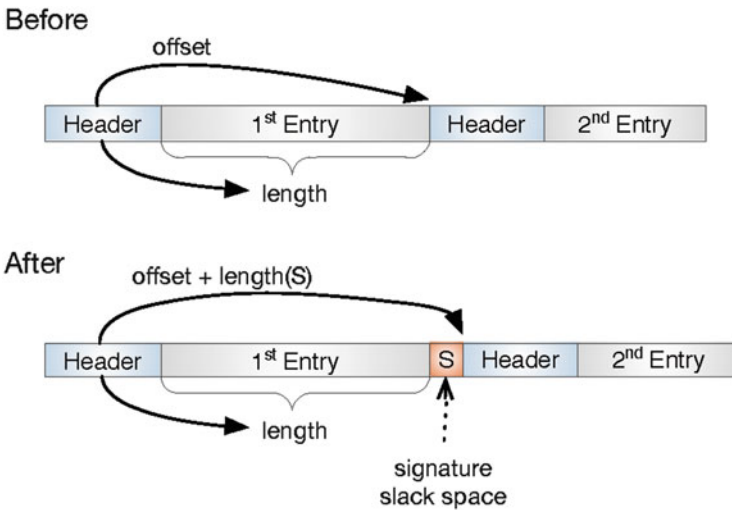 Before
offset
Header 1st Entry Header 2nd Entry
length
After
offset + length(S)
Header 1st Entry S Header 2nd Entry
length
signature
slack space